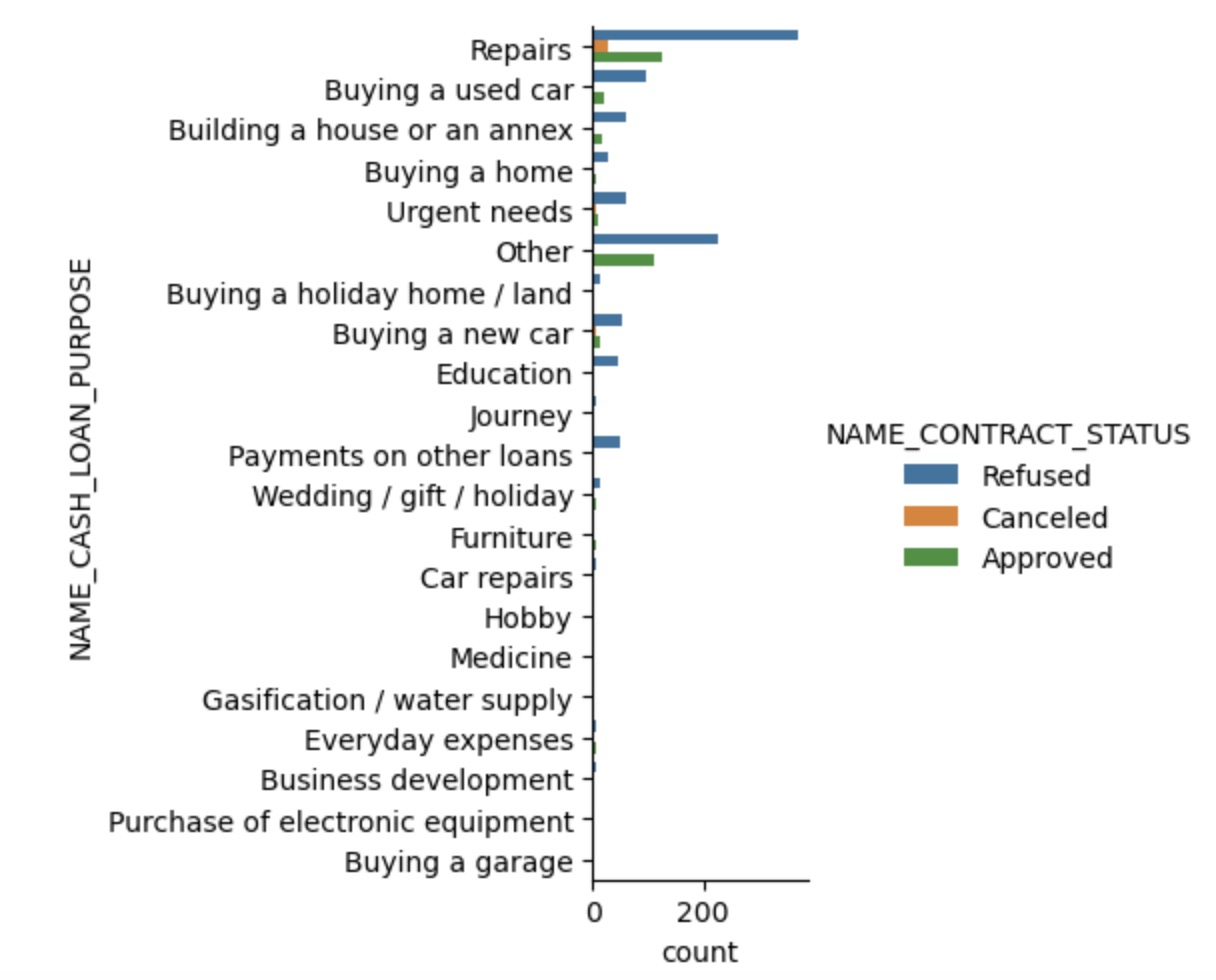 NAME_CASH_LOAN_PURPOSE
Repairs
Buying a used car
Building a house or an annex
Buying a home
Urgent needs
Other
Buying a holiday home / land
Buying a new car
Education
Journey
Payments on other loans
Wedding / gift / holiday
Furniture
Car repairs
Hobby
Medicine
Gasification / water supply
Everyday expenses
Business development
Purchase of electronic equipment
Buying a garage
0 200
count
NAME_CONTRACT_STATUS
Refused
Canceled
Approved